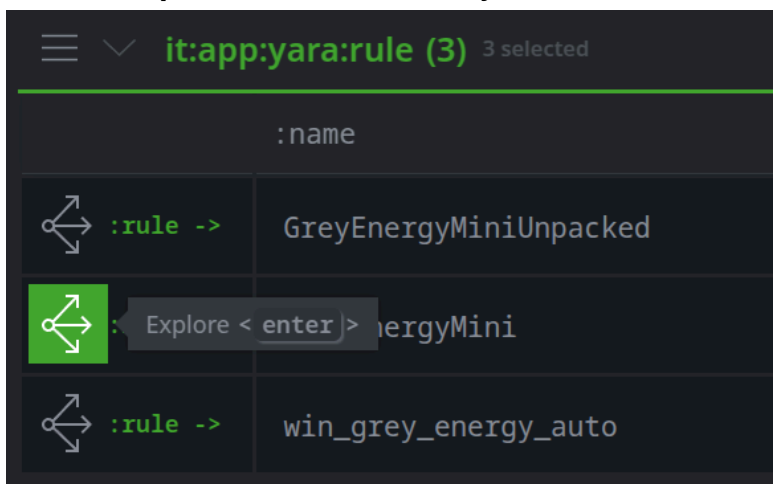 it:app:yara:rule (3) 3 selected
:name
:rule -> GreyEnergyMiniUnpacked
: Explore <enter> nergyMini
:rule -> win_grey_energy_auto